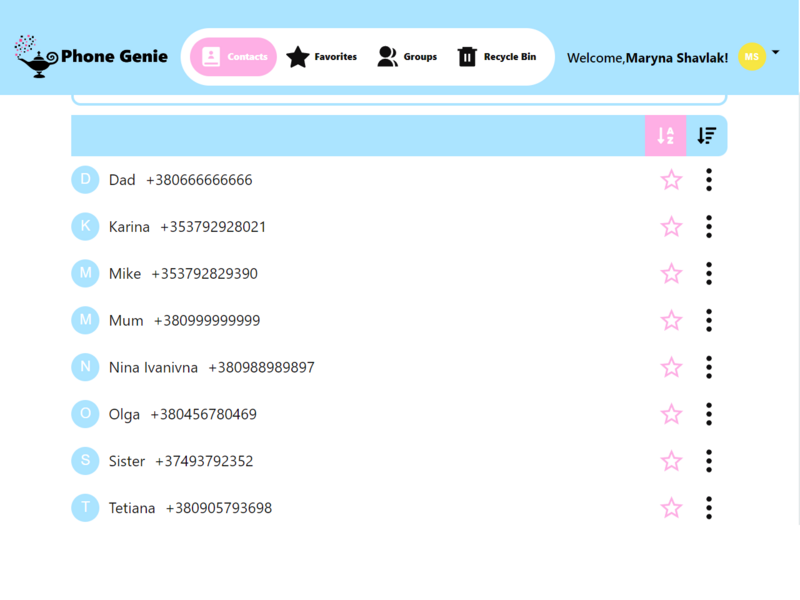 Phone Genie
Contacts
Favorites
Groups
Recycle Bin
Welcome,Maryna Shavlak!
MS
A
Z
D Dad +380666666666
K Karina +353792928021
M Mike +353792829390
M Mum +380999999999
N Nina Ivanivna +380988989897
O Olga +380456780469
S Sister +37493792352
T Tetiana +380905793698